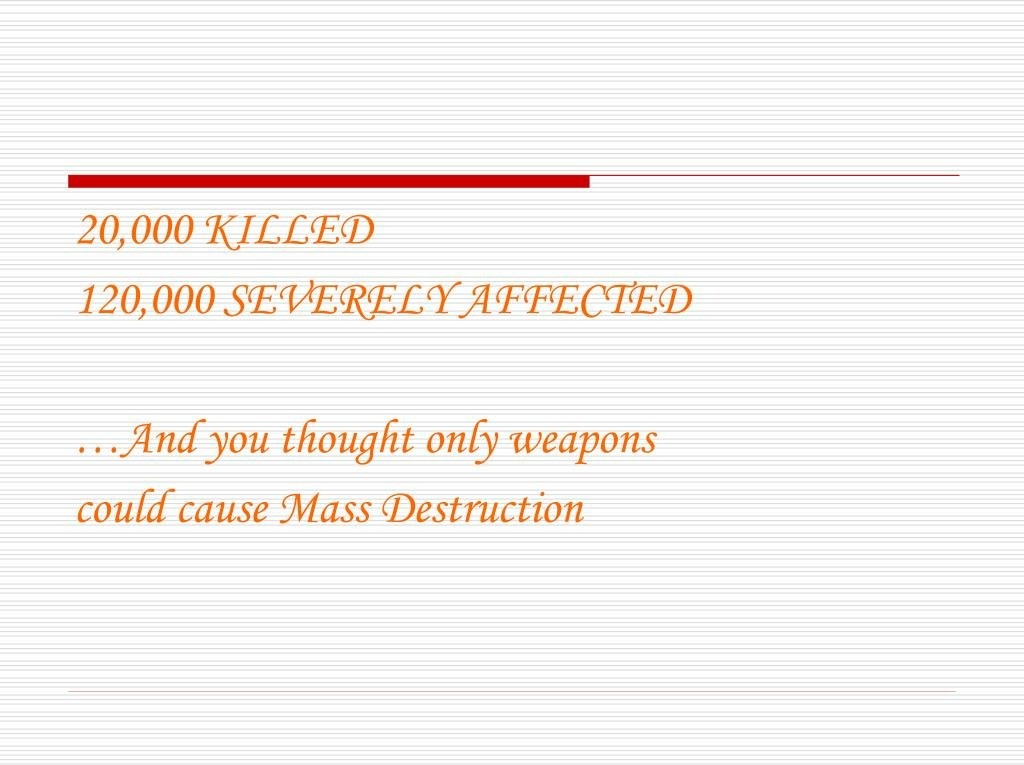 20,000 KILLED
120,000 SEVERELY AFFECTED
…And you thought only weapons
could cause Mass Destruction